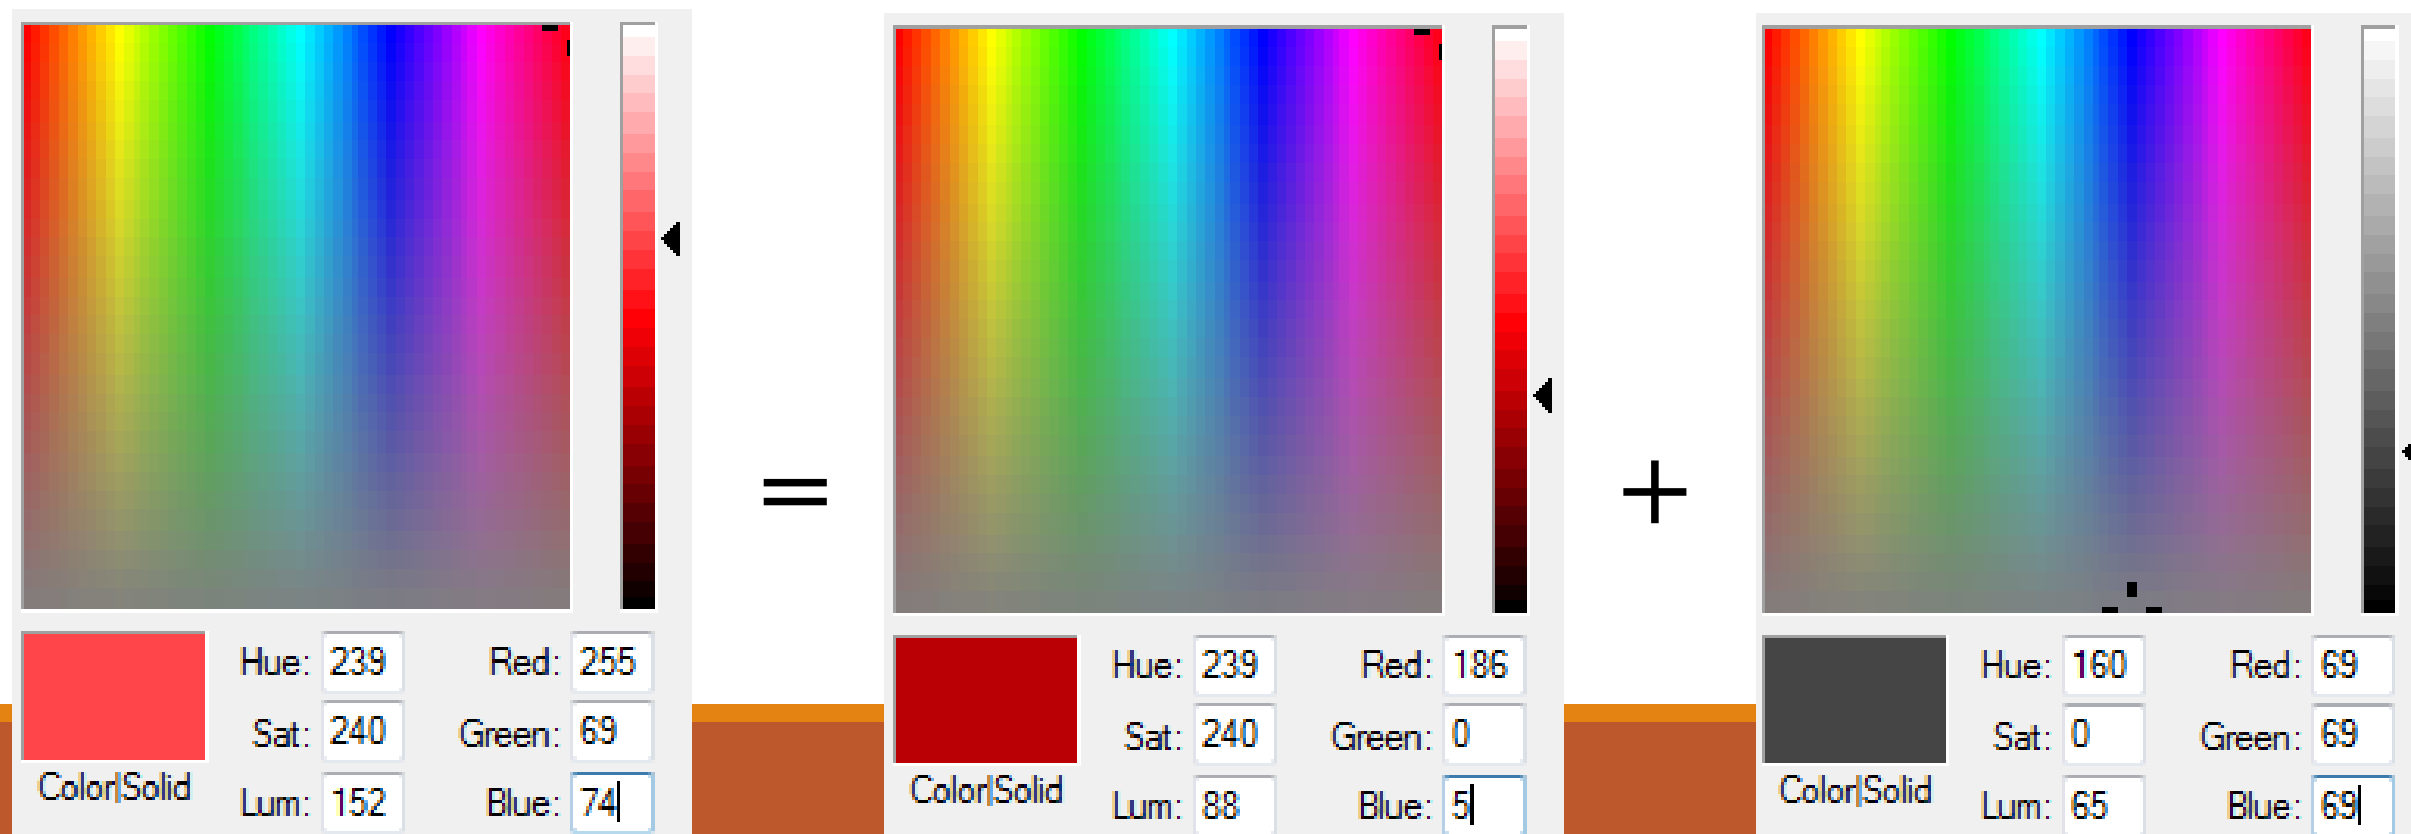 Hue: 239 Red: 255
Sat: 240 Green: 69
Color|Solid Lum: 152 Blue: 74
=
Hue: 239 Red: 186
Sat: 240 Green: 0
Color|Solid Lum: 88 Blue: 5
+
Hue: 160 Red: 69
Sat: 0 Green: 69
Color|Solid Lum: 65 Blue: 69